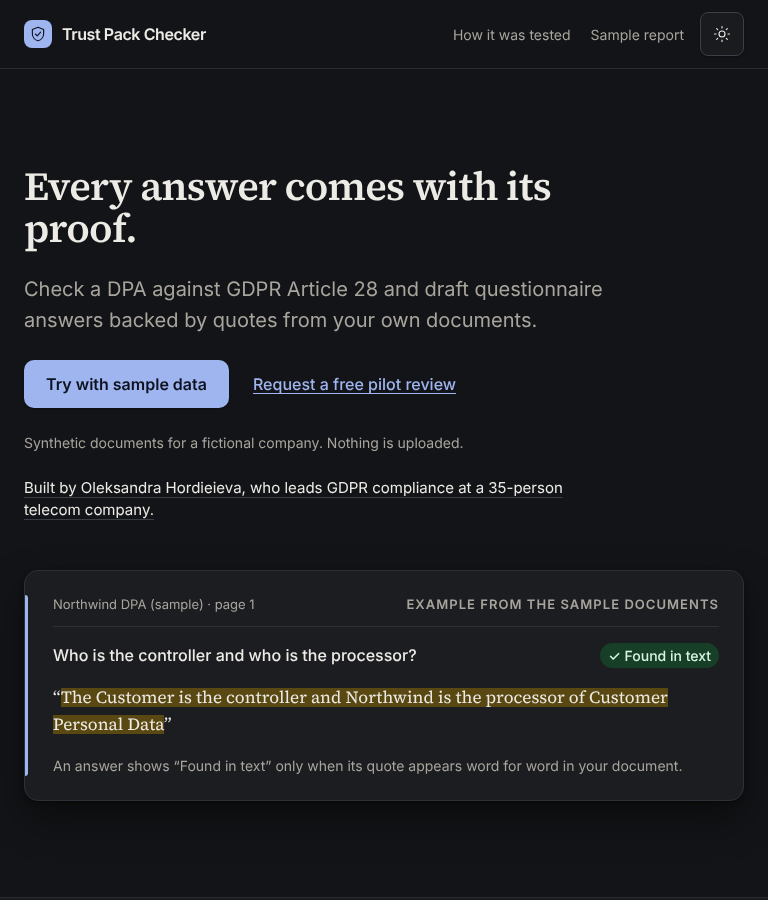 Trust Pack Checker
How it was tested
Sample report
Every answer comes with its
proof.
Check a DPA against GDPR Article 28 and draft questionnaire
answers backed by quotes from your own documents.
Try with sample data
Request a free pilot review
Synthetic documents for a fictional company. Nothing is uploaded.
Built by Oleksandra Hordieieva, who leads GDPR compliance at a 35-person
telecom company.
Northwind DPA (sample) · page 1
EXAMPLE FROM THE SAMPLE DOCUMENTS
Who is the controller and who is the processor?
✓ Found in text
“The Customer is the controller and Northwind is the processor of Customer
Personal Data”
An answer shows “Found in text” only when its quote appears word for word in your document.